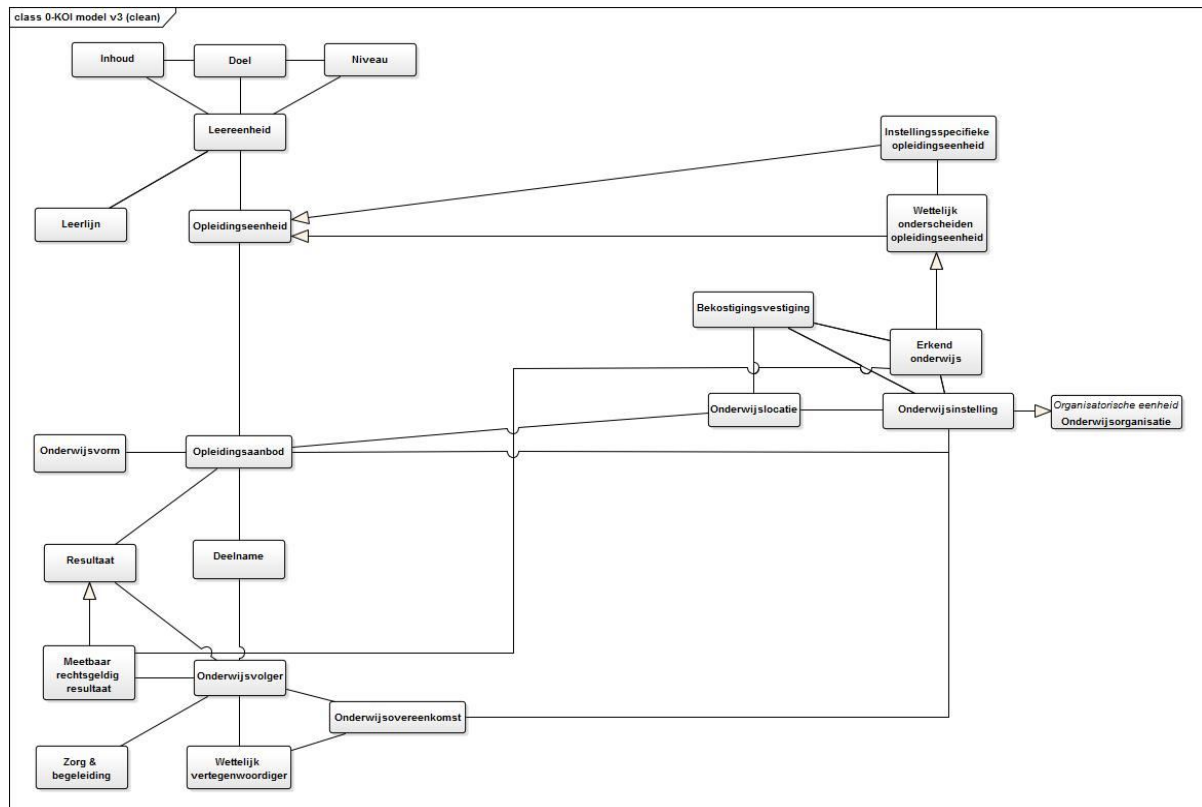 class 0-KOI model v3 (clean)
Inhoud
Doel
Niveau
Leereenheid
Instellingsspecifieke
opleidingseenheid
Leerlijn
Opleidingseenheid
Wettelijk
onderscheiden
opleidingseenheid
Bekostigingsvestiging
Erkend
onderwijs
Onderwijslocatie
Onderwijsinstelling
Organisatorische eenheid
Onderwijsorganisatie
Onderwijsvorm
Opleidingsaanbod
Resultaat
Deelname
Meetbaar
rechtsgeldig
resultaat
Onderwijsvolger
Onderwijsovereenkomst
Zorg &
begeleiding
Wettelijk
vertegenwoordiger